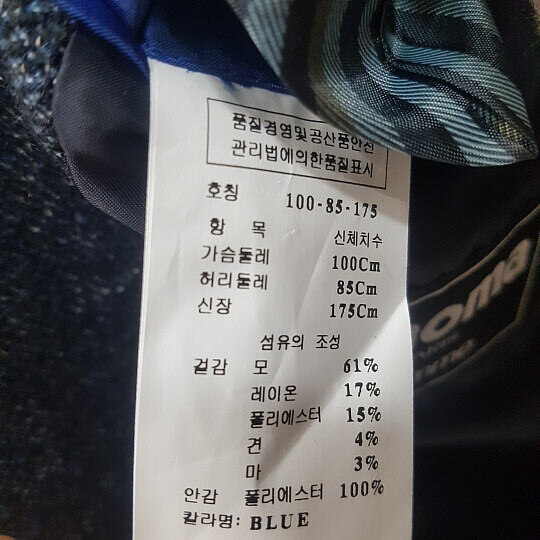 품질경영및공산품안전
관리법에의한품질표시
호칭 100-85-175
항 목 신체치수
가슴둘레 100Cm
허리둘레 85Cm
신장 175Cm
섬유의 조성
겉감 모 61%
레이온 17%
폴리에스터 15%
견 4%
마 3%
안감 폴리에스터 100%
칼라명: BLUE